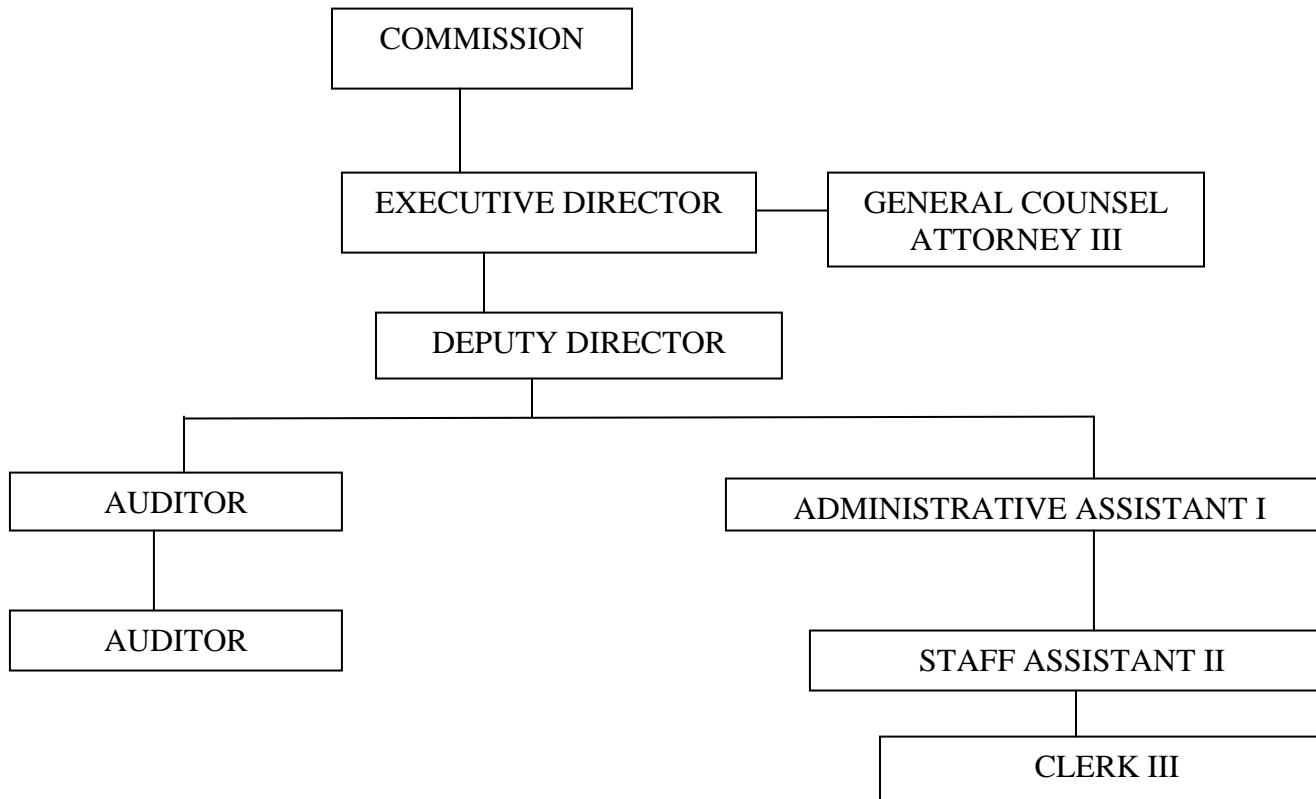 COMMISSION
EXECUTIVE DIRECTOR
GENERAL COUNSEL
ATTORNEY III
DEPUTY DIRECTOR
AUDITOR
ADMINISTRATIVE ASSISTANT I
AUDITOR
STAFF ASSISTANT II
CLERK III